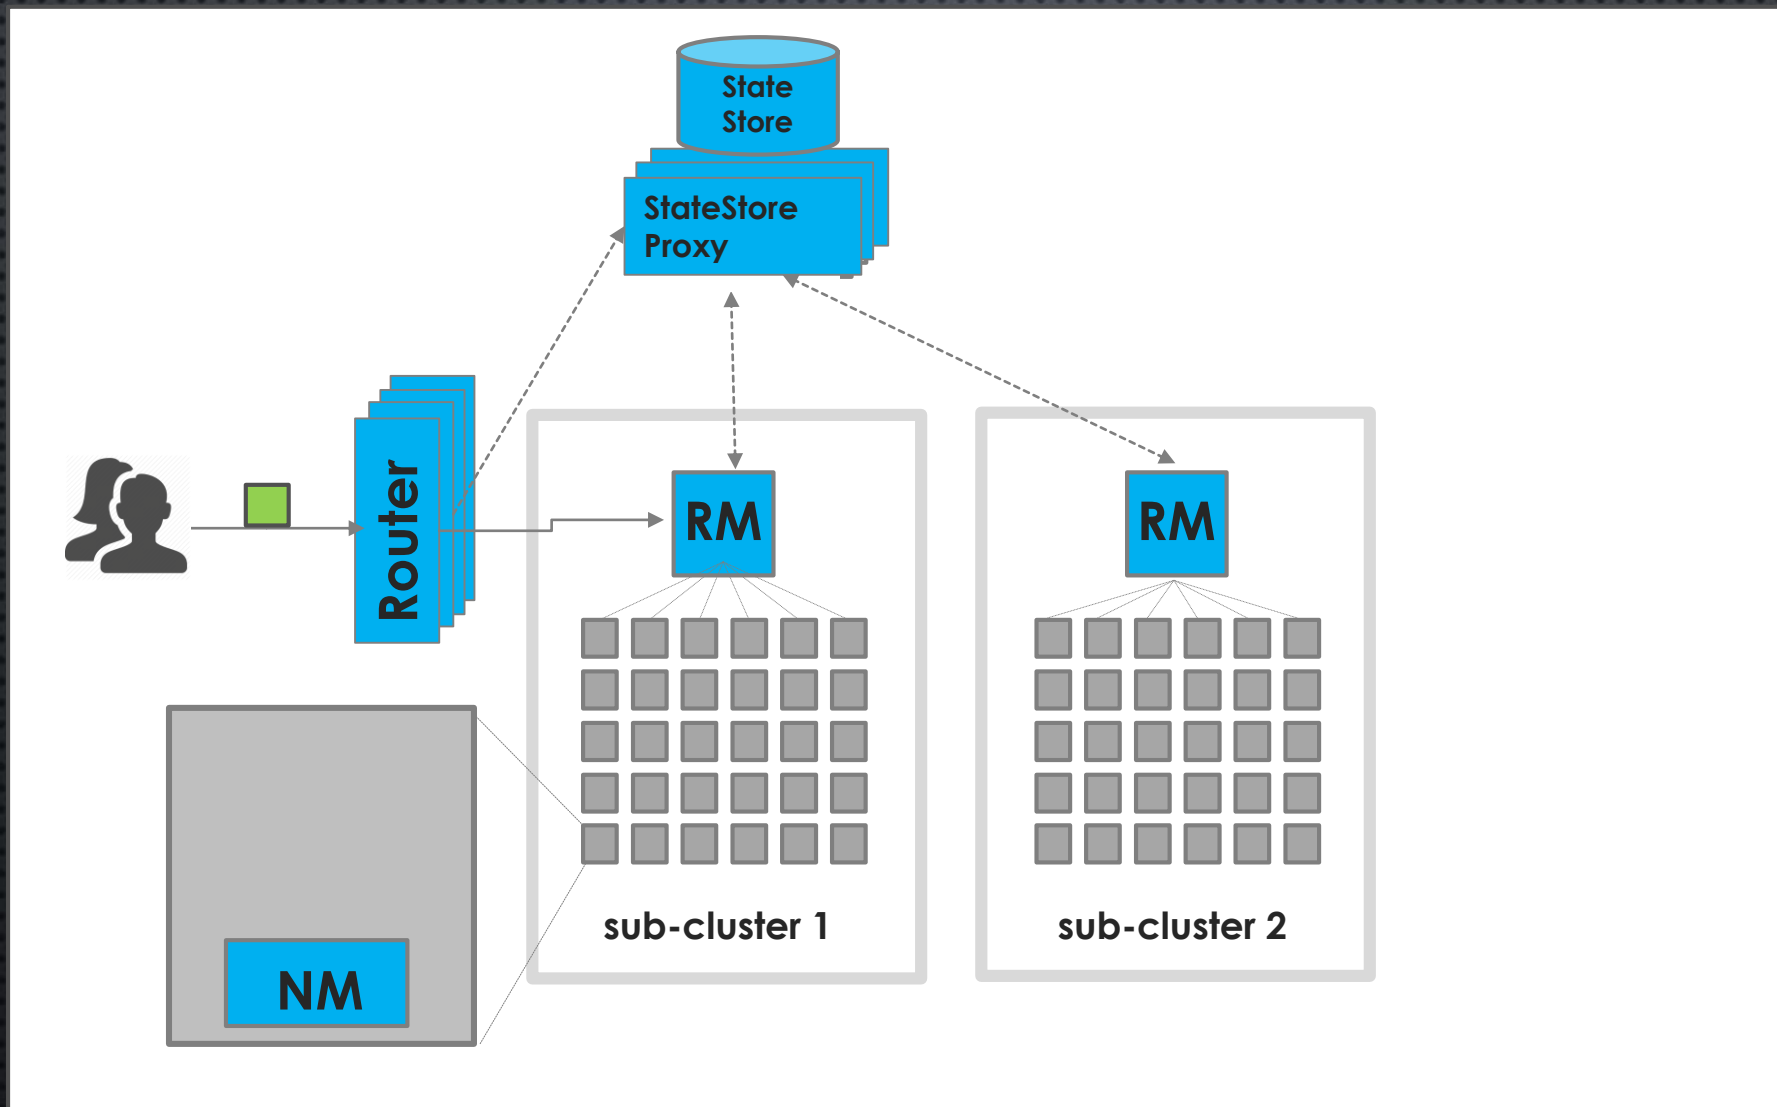 State
Store
StateStore
Proxy
Router
RM
RM
sub-cluster 1
sub-cluster 2
NM